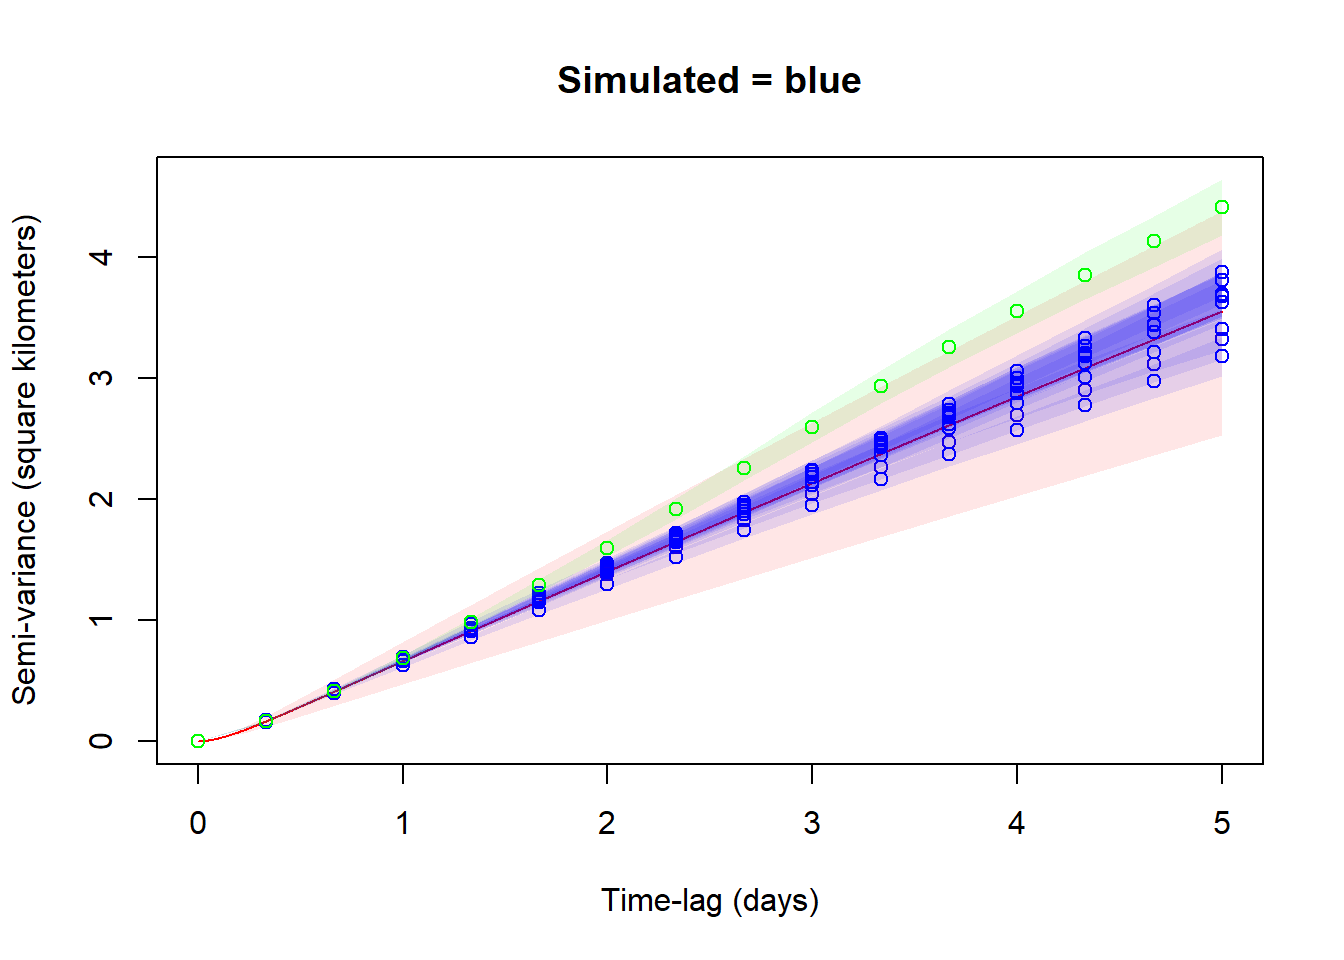 Simulated = blue
Semi-variance (square kilometers)
4
3
2
1
0
0 1 2 3 4 5
Time-lag (days)